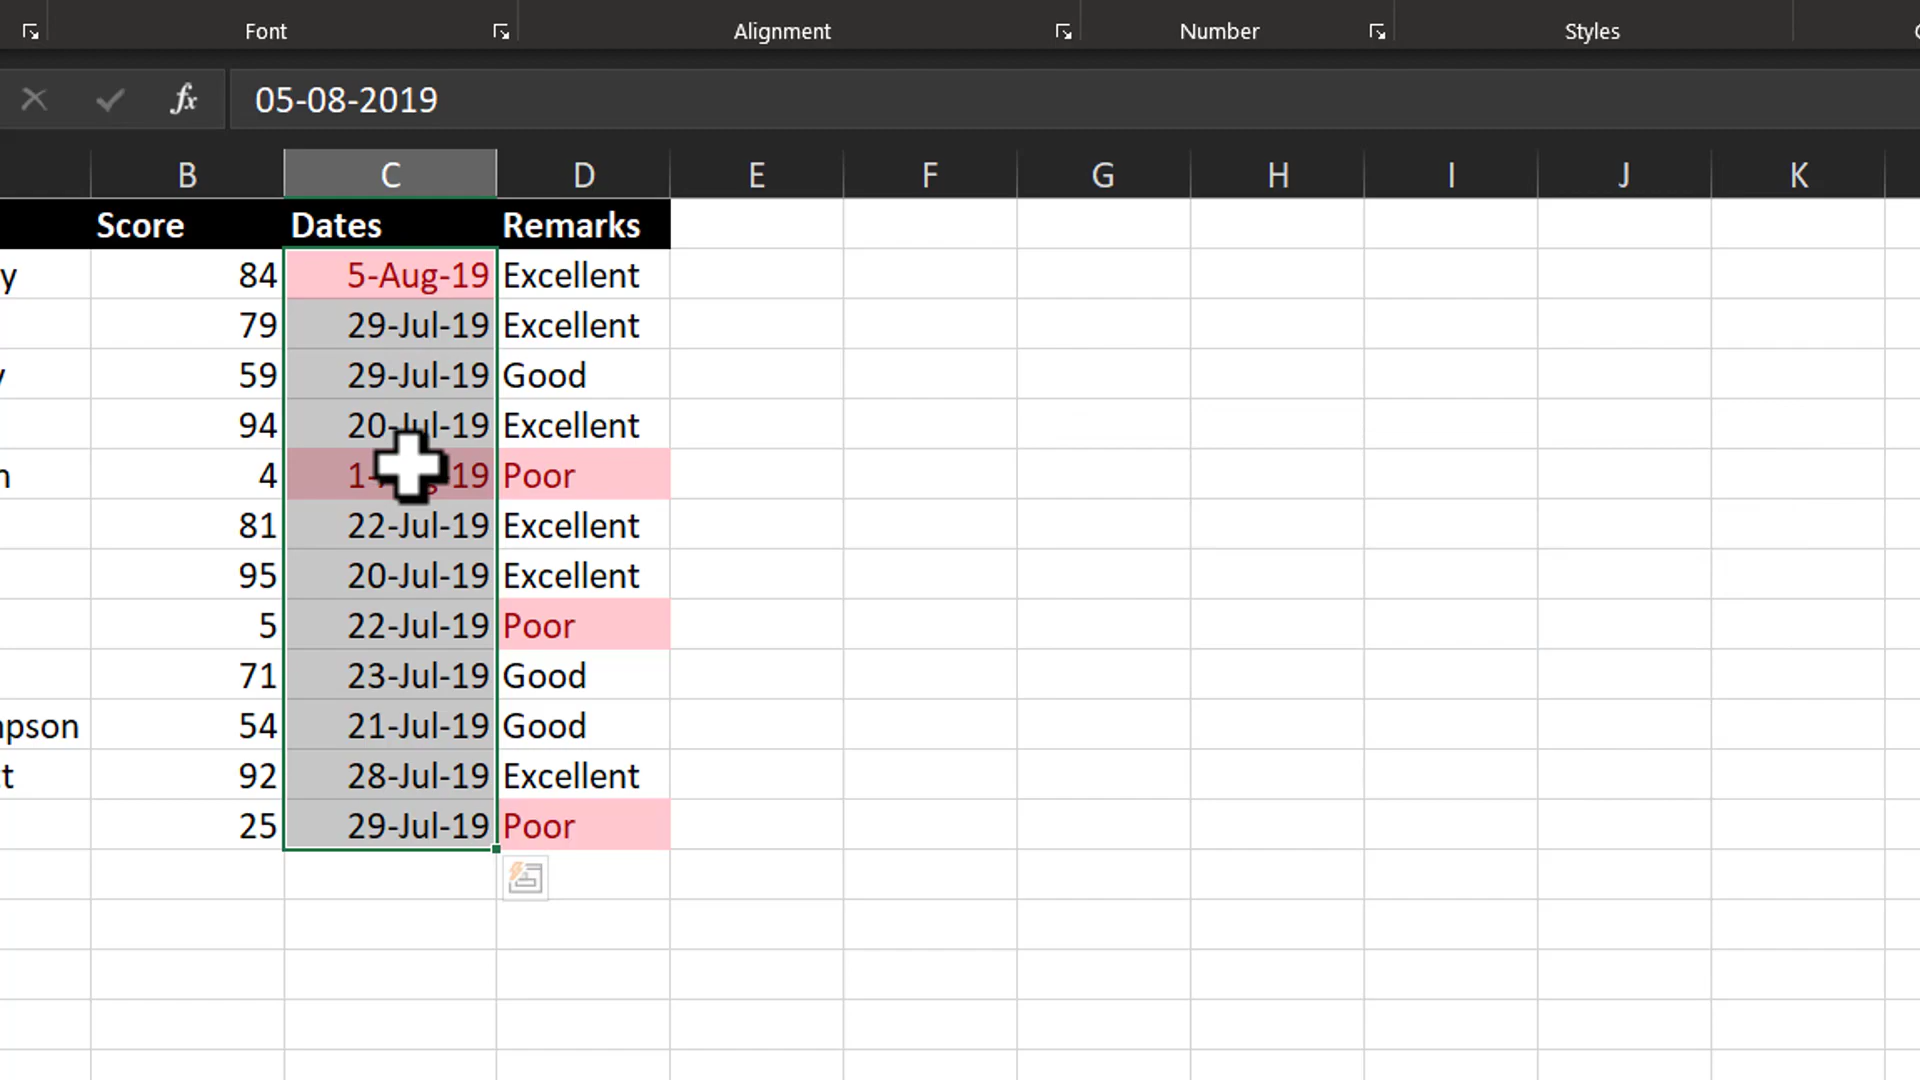 Font Alignment Number Styles
fx 05-08-2019
B C D E F G H I J K
Score Dates Remarks
y 84 5-Aug-19 Excellent
79 29-Jul-19 Excellent
y 59 29-Jul-19 Good
94 20-Jul-19 Excellent
n 4 Poor
81 22-Jul-19 Excellent
95 20-Jul-19 Excellent
5 22-Jul-19 Poor
71 23-Jul-19 Good
mpson 54 21-Jul-19 Good
t 92 28-Jul-19 Excellent
25 29-Jul-19 Poor